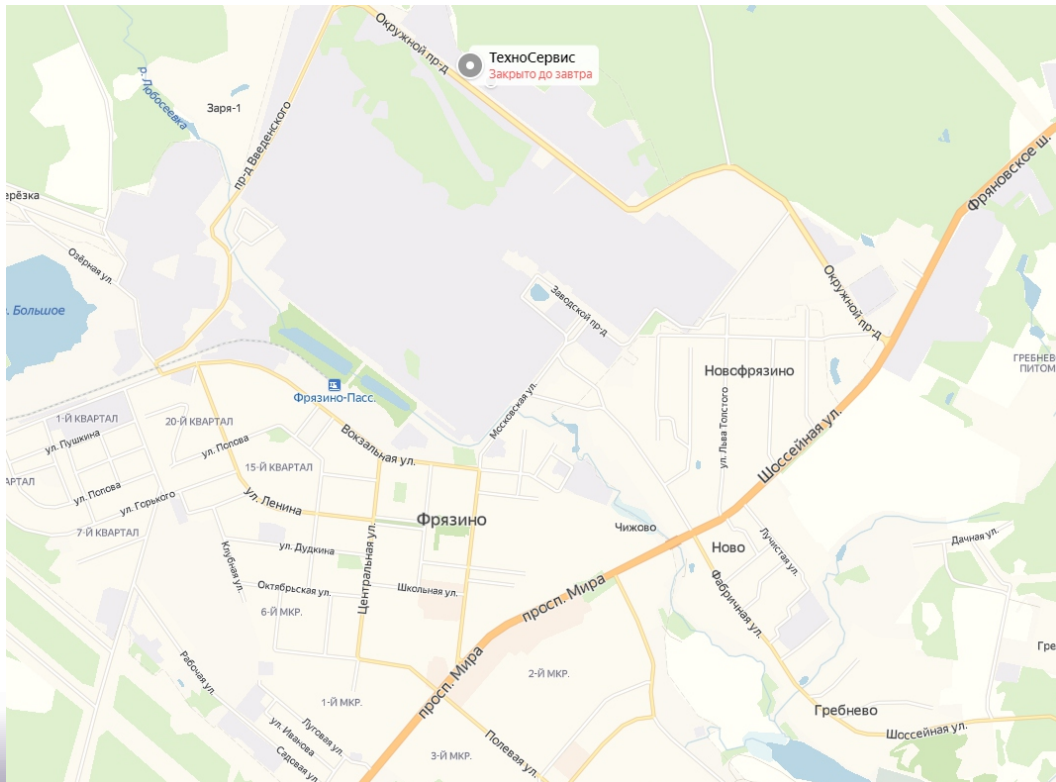 Окружной пр-д
ТехноСервис
Закрыто до завтра
р. Любосеевка
Заря-1
пр-д Введенского
Фряновское ш.
ерёзка
Озёрная ул.
. Большое
Заводской пр-д
Окружной пр-д
ГРЕБНЕВО
ПИТОМ
Новофрязино
Фрязино-Пасс.
Московская ул.
ул. Льва Толстого
Шоссейная ул.
1-Й КВАРТАЛ
20-Й КВАРТАЛ
ул. Пушкина
ул. Попова
Вокзальная ул.
15-Й КВАРТАЛ
АРТАЛ
ул. Попова
ул. Горького
ул. Ленина
7-Й КВАРТАЛ
Фрязино
Чижово
Ново
Лучистая ул.
Дачная ул.
ул. Дудкина
Клубная ул.
Центральная ул.
Октябрьская ул.
Школьная ул.
6-Й МКР.
просп. Мира
Фабричная ул.
Гре
Рабочая ул.
просп. Мира
2-Й МКР.
1-Й МКР.
Луговая ул.
ул. Иванова
Садовая ул.
3-Й МКР.
Полевая ул.
Гребнево
Шоссейная ул.